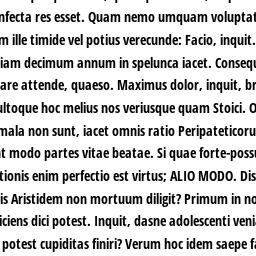 nfecta res esset. Quam nemo umquam voluptat
m ille timide vel potius verecunde: Facio, inquit.
iam decimum annum in spelunca iacet. Consequ
are attende, quaeso. Maximus dolor, inquit, br
ultoque hoc melius nos veriusque quam Stoici. O
mala non sunt, iacet omnis ratio Peripateticoru
t modo partes vitae beatae. Si quae forte-possu
tionis enim perfectio est virtus; ALIO MODO. Dis
is Aristidem non mortuum diligit? Primum in no
iciens dici potest. Inquit, dasne adolescenti veni
potest cupiditas finiri? Verum hoc idem saepe fa